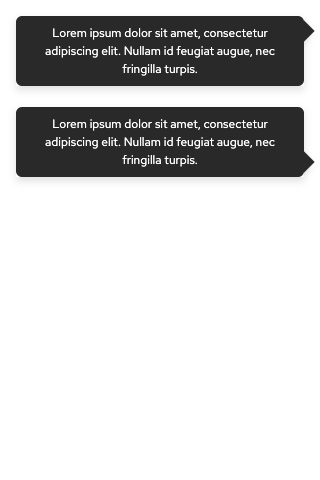 Lorem ipsum dolor sit amet, consectetur
adipiscing elit. Nullam id feugiat augue, nec
fringilla turpis.
Lorem ipsum dolor sit amet, consectetur
adipiscing elit. Nullam id feugiat augue, nec
fringilla turpis.